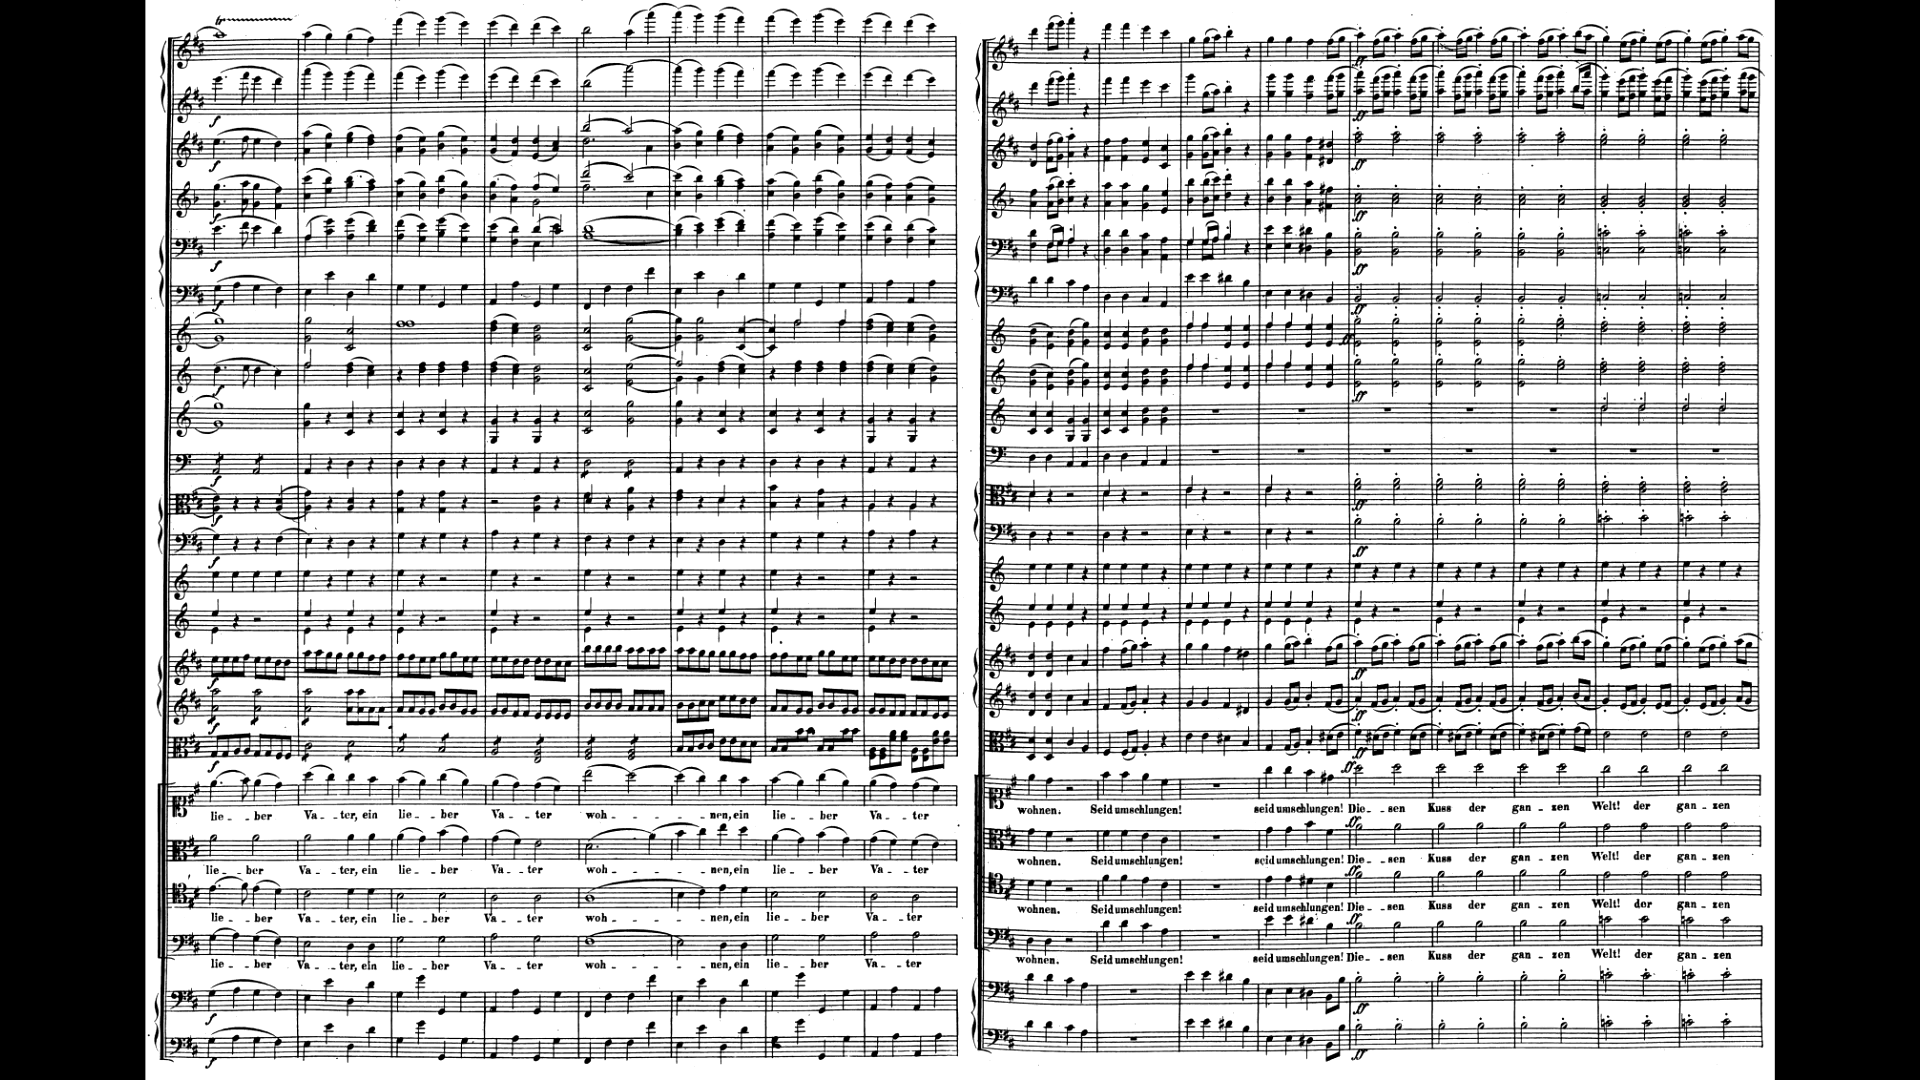 lie - ber Va - ter, ein lie - ber Va - ter woh - - - nen, ein lie - ber Va - ter
lie - ber Va - ter, ein lie - ber Va - ter woh - - - nen, ein lie - ber Va - ter
lie - ber Va - ter, ein lie - ber Va - ter woh - - - nen, ein lie - ber Va - ter
lie - ber Va - ter, ein lie - ber Va - ter woh - - - nen, ein lie - ber Va - ter
wohnen. Seid umschlungen! seid umschlungen! Die - sen Kuss der gan - zen Welt! der gan - zen
wohnen. Seid umschlungen! seid umschlungen! Die - sen Kuss der gan - zen Welt! der gan - zen
wohnen. Seid umschlungen! seid umschlungen! Die - sen Kuss der gan - zen Welt! der gan - zen
wohnen. Seid umschlungen! seid umschlungen! Die - sen Kuss der gan - zen Welt! der gan - zen